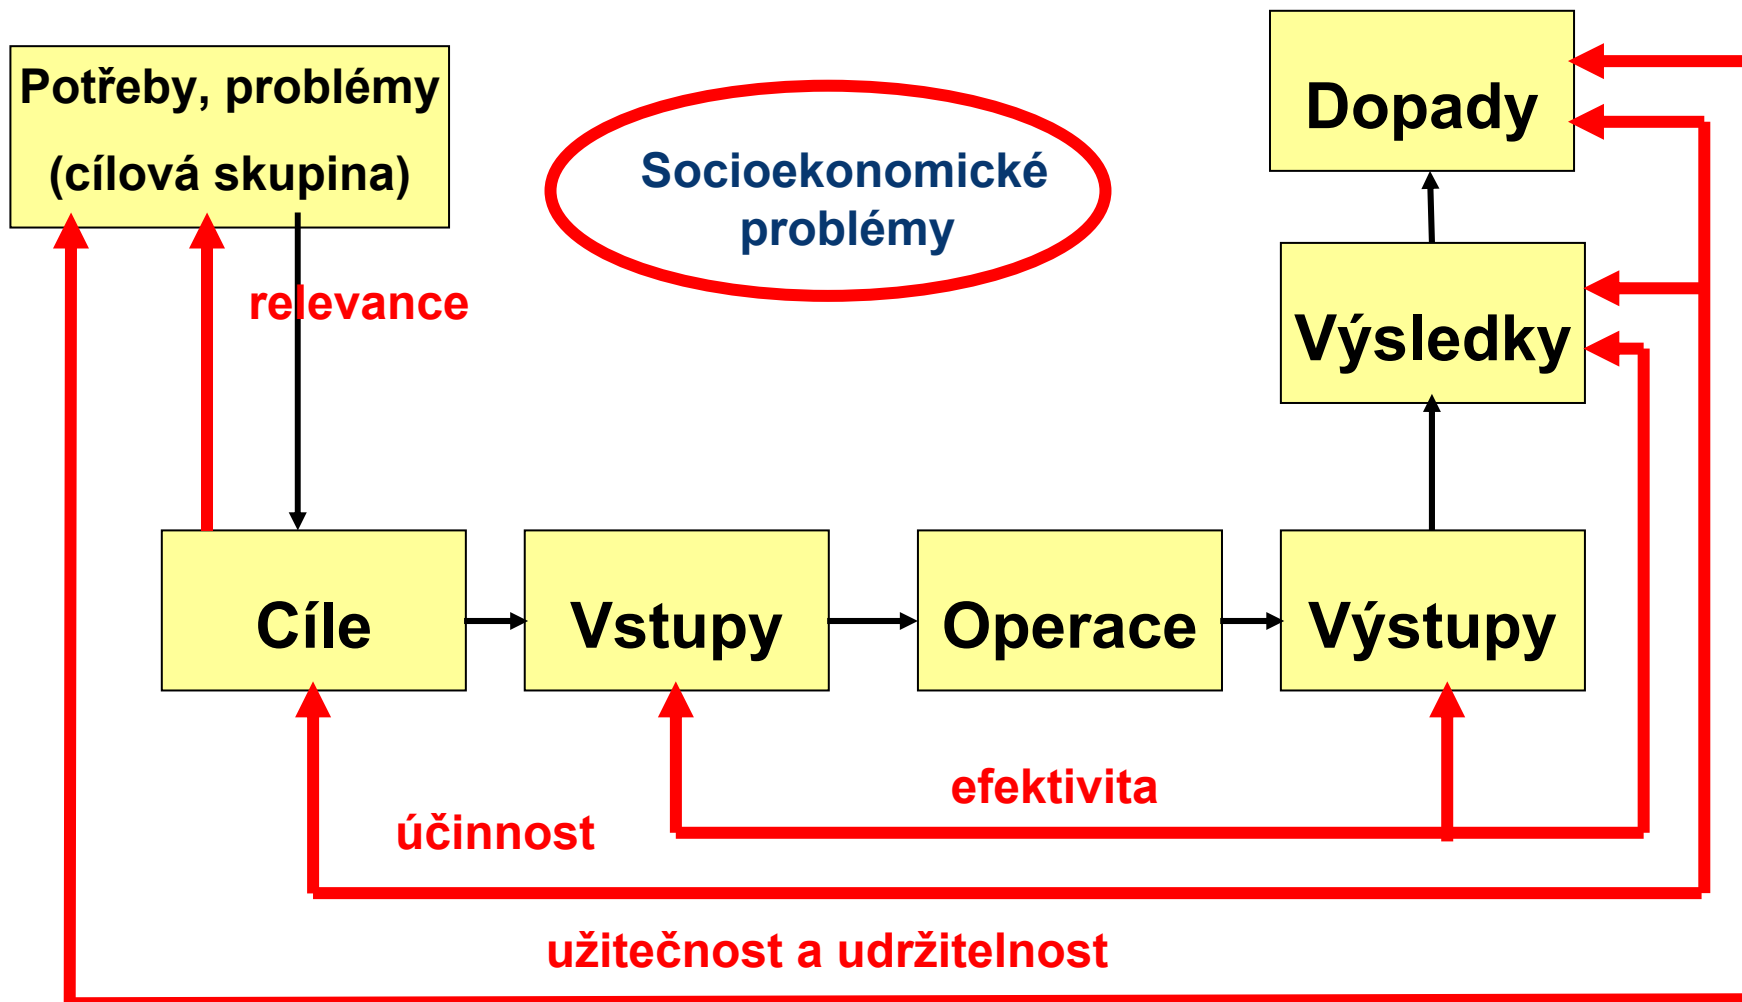 Potřeby, problémy
(cílová skupina)
Socioekonomické
problémy
Dopady
relevance
Výsledky
Cíle
Vstupy
Operace
Výstupy
efektivita
účinnost
užitečnost a udržitelnost